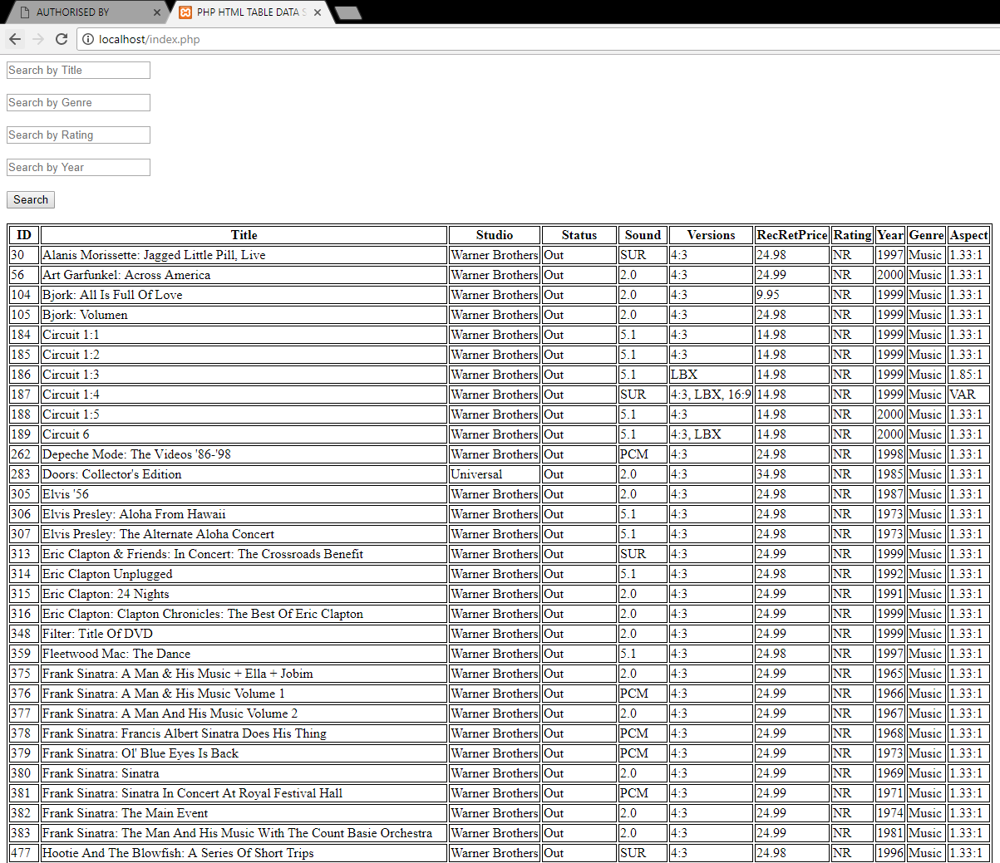 AUTHORISED BY
PHP HTML TABLE DATA S
localhost/index.php
Search by Title
Search by Genre
Search by Rating
Search by Year
Search
ID Title Studio Status Sound Versions RecRetPrice Rating Year Genre Aspect
30 Alanis Morissette: Jagged Little Pill, Live Warner Brothers Out SUR 4:3 24.98 NR 1997 Music 1.33:1
56 Art Garfunkel: Across America Warner Brothers Out 2.0 4:3 24.99 NR 2000 Music 1.33:1
104 Bjork: All Is Full Of Love Warner Brothers Out 2.0 4:3 9.95 NR 1999 Music 1.33:1
105 Bjork: Volumen Warner Brothers Out 2.0 4:3 24.98 NR 1999 Music 1.33:1
184 Circuit 1:1 Warner Brothers Out 5.1 4:3 14.98 NR 1999 Music 1.33:1
185 Circuit 1:2 Warner Brothers Out 5.1 4:3 14.98 NR 1999 Music 1.33:1
186 Circuit 1:3 Warner Brothers Out 5.1 LBX 14.98 NR 1999 Music 1.85:1
187 Circuit 1:4 Warner Brothers Out SUR 4:3, LBX, 16:9 14.98 NR 1999 Music VAR
188 Circuit 1:5 Warner Brothers Out 5.1 4:3 14.98 NR 2000 Music 1.33:1
189 Circuit 6 Warner Brothers Out 5.1 4:3, LBX 14.98 NR 2000 Music 1.33:1
262 Depeche Mode: The Videos '86-'98 Warner Brothers Out PCM 4:3 24.98 NR 1998 Music 1.33:1
283 Doors: Collector's Edition Universal Out 2.0 4:3 34.98 NR 1985 Music 1.33:1
305 Elvis '56 Warner Brothers Out 2.0 4:3 24.98 NR 1987 Music 1.33:1
306 Elvis Presley: Aloha From Hawaii Warner Brothers Out 5.1 4:3 24.98 NR 1973 Music 1.33:1
307 Elvis Presley: The Alternate Aloha Concert Warner Brothers Out 5.1 4:3 24.98 NR 1973 Music 1.33:1
313 Eric Clapton & Friends: In Concert: The Crossroads Benefit Warner Brothers Out SUR 4:3 24.99 NR 1999 Music 1.33:1
314 Eric Clapton Unplugged Warner Brothers Out 5.1 4:3 24.98 NR 1992 Music 1.33:1
315 Eric Clapton: 24 Nights Warner Brothers Out 2.0 4:3 24.99 NR 1991 Music 1.33:1
316 Eric Clapton: Clapton Chronicles: The Best Of Eric Clapton Warner Brothers Out 2.0 4:3 24.99 NR 1999 Music 1.33:1
348 Filter: Title Of DVD Warner Brothers Out 2.0 4:3 24.99 NR 1999 Music 1.33:1
359 Fleetwood Mac: The Dance Warner Brothers Out 5.1 4:3 24.98 NR 1997 Music 1.33:1
375 Frank Sinatra: A Man & His Music + Ella + Jobim Warner Brothers Out 2.0 4:3 24.99 NR 1965 Music 1.33:1
376 Frank Sinatra: A Man & His Music Volume 1 Warner Brothers Out PCM 4:3 24.99 NR 1966 Music 1.33:1
377 Frank Sinatra: A Man And His Music Volume 2 Warner Brothers Out 2.0 4:3 24.99 NR 1967 Music 1.33:1
378 Frank Sinatra: Francis Albert Sinatra Does His Thing Warner Brothers Out PCM 4:3 24.99 NR 1968 Music 1.33:1
379 Frank Sinatra: Ol' Blue Eyes Is Back Warner Brothers Out PCM 4:3 24.99 NR 1973 Music 1.33:1
380 Frank Sinatra: Sinatra Warner Brothers Out 2.0 4:3 24.99 NR 1969 Music 1.33:1
381 Frank Sinatra: Sinatra In Concert At Royal Festival Hall Warner Brothers Out PCM 4:3 24.99 NR 1971 Music 1.33:1
382 Frank Sinatra: The Main Event Warner Brothers Out 2.0 4:3 24.99 NR 1974 Music 1.33:1
383 Frank Sinatra: The Man And His Music With The Count Basie Orchestra Warner Brothers Out 2.0 4:3 24.99 NR 1981 Music 1.33:1
477 Hootie And The Blowfish: A Series Of Short Trips Warner Brothers Out SUR 4:3 24.98 NR 1996 Music 1.33:1